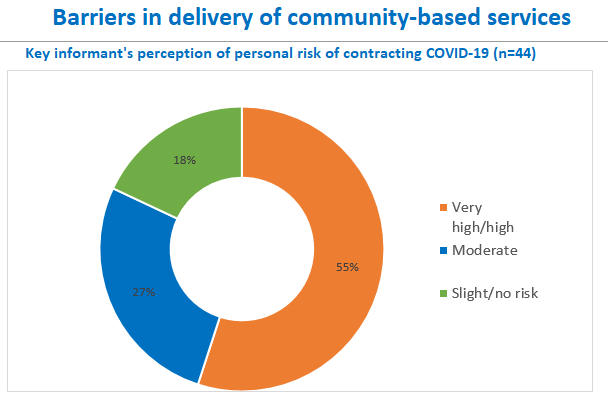 Barriers in delivery of community-based services
Key informant's perception of personal risk of contracting COVID-19 (n=44)
18%
55%
27%
Very
high/high
Moderate
Slight/no risk